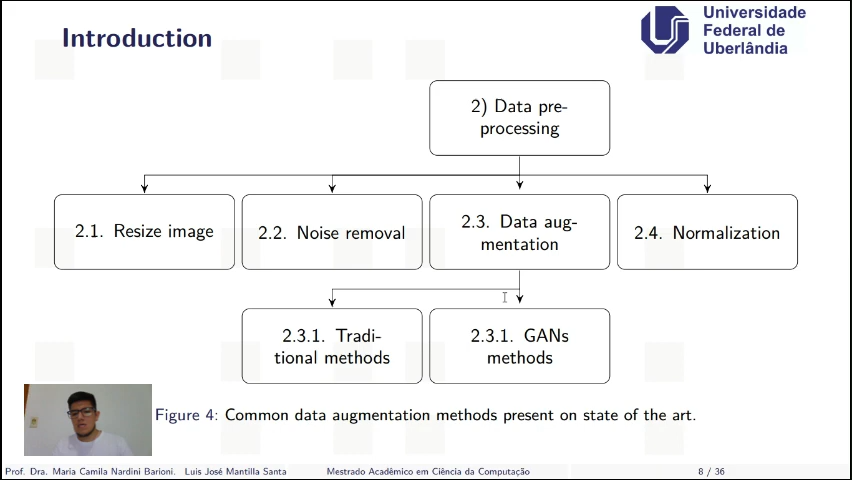 Introduction
Universidade
Federal de
Uberlândia
2) Data pre-
processing
2.1. Resize image
2.2. Noise removal
2.3. Data aug-
mentation
2.4. Normalization
2.3.1. Tradi-
tional methods
2.3.1. GANs
methods
Figure 4: Common data augmentation methods present on state of the art.
Prof. Dra. Maria Camila Nardini Barioni. Luis José Mantilla Santa Mestrado Acadêmico em Ciência da Computação 8 / 36